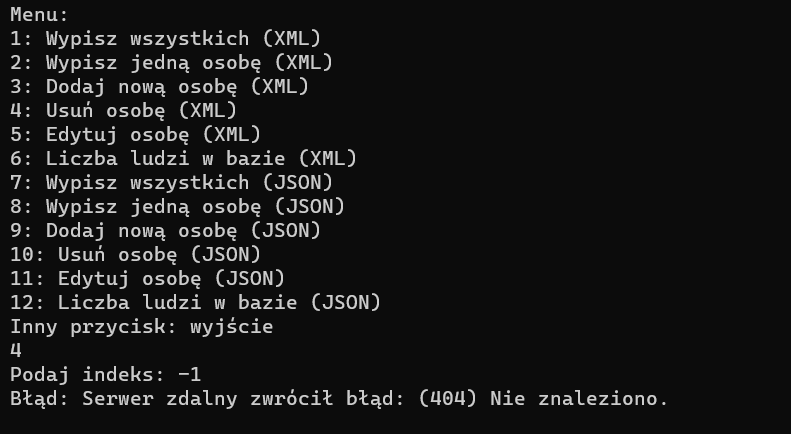 Menu:
1: Wypisz wszystkich (XML)
2: Wypisz jedną osobę (XML)
3: Dodaj nową osobę (XML)
4: Usuń osobę (XML)
5: Edytuj osobę (XML)
6: Liczba ludzi w bazie (XML)
7: Wypisz wszystkich (JSON)
8: Wypisz jedną osobę (JSON)
9: Dodaj nową osobę (JSON)
10: Usuń osobę (JSON)
11: Edytuj osobę (JSON)
12: Liczba ludzi w bazie (JSON)
Inny przycisk: wyjście
4
Podaj indeks: -1
Błąd: Serwer zdalny zwrócił błąd: (404) Nie znaleziono.